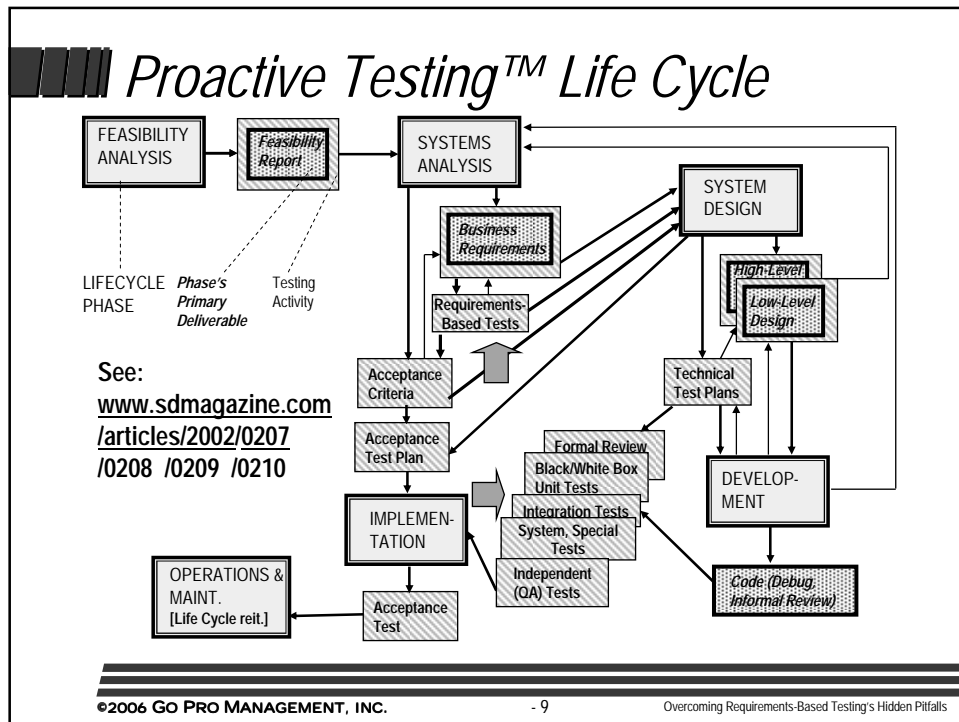 Proactive Testing™ Life Cycle
FEASIBILITY
ANALYSIS
Feasibility
Report
SYSTEMS
ANALYSIS
SYSTEM
DESIGN
Business
Requirements
LIFECYCLE
PHASE
Phase's
Primary
Deliverable
Testing
Activity
Requirements-
Based Tests
High-Level
Low-Level
Design
See:
www.sdmagazine.com
/articles/2002/0207
/0208 /0209 /0210
Acceptance
Criteria
Technical
Test Plans
Acceptance
Test Plan
Formal Review
Black/White Box
Unit Tests
Integration Tests
System, Special
Tests
Independent
(QA) Tests
DEVELOP-
MENT
IMPLEMEN-
TATION
OPERATIONS &
MAINT.
[Life Cycle reit.]
Acceptance
Test
Code (Debug,
Informal Review)
©2006 GO PRO MANAGEMENT, INC.
- 9
Overcoming Requirements-Based Testing's Hidden Pitfalls